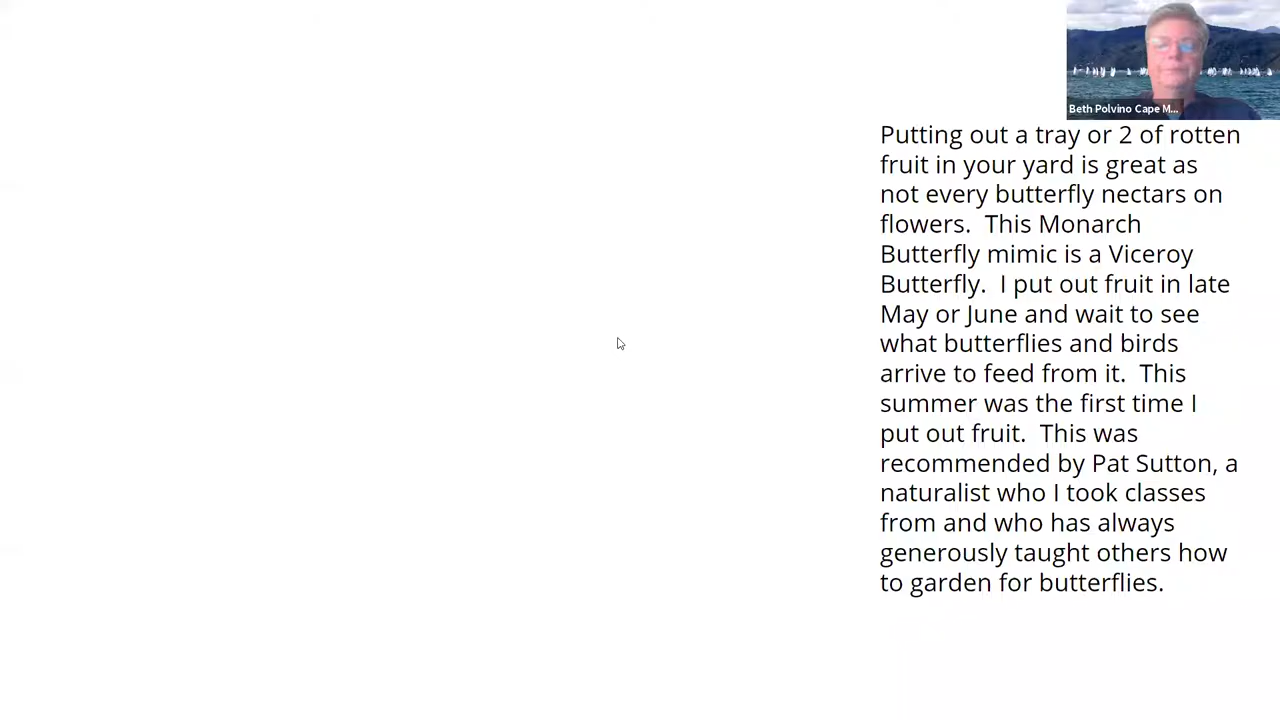 Beth Polvino Cape M...
Putting out a tray or 2 of rotten
fruit in your yard is great as
not every butterfly nectars on
flowers.  This Monarch
Butterfly mimic is a Viceroy
Butterfly.  I put out fruit in late
May or June and wait to see
what butterflies and birds
arrive to feed from it.  This
summer was the first time I
put out fruit.  This was
recommended by Pat Sutton, a
naturalist who I took classes
from and who has always
generously taught others how
to garden for butterflies.